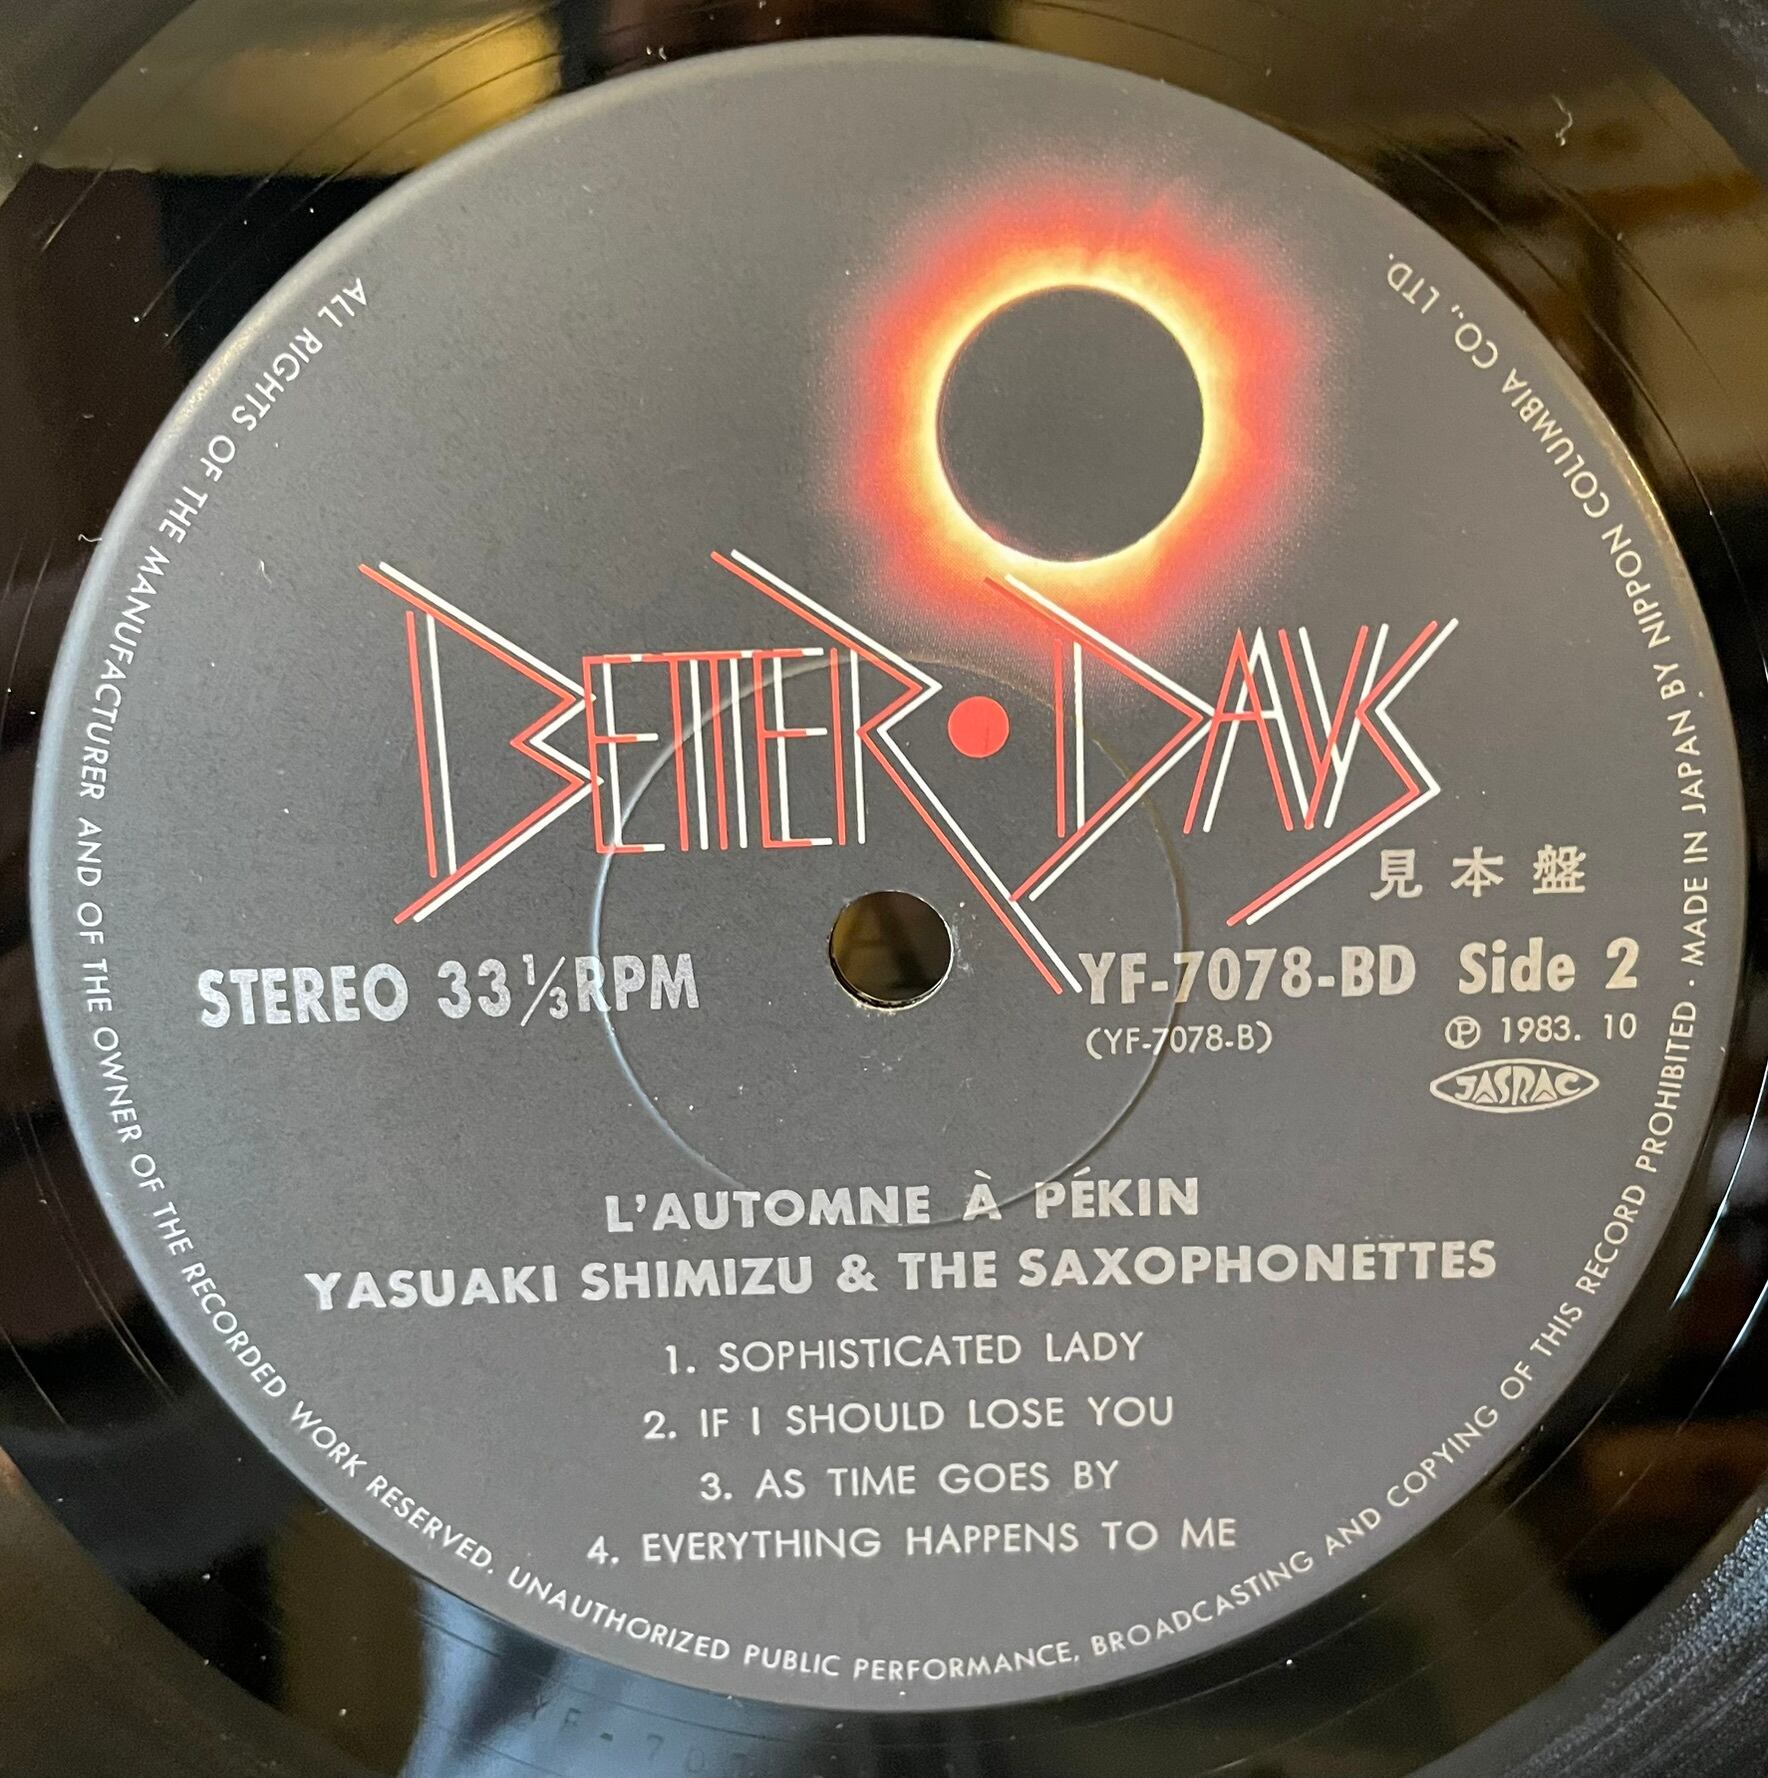 BETTER • DAYS
見本盤
STEREO 33⅓RPM
YF-7078-BD Side 2
(YF-7078-B)
Ⓟ 1983. 10
JASRAC
L'AUTOMNE À PÉKIN
YASUAKI SHIMIZU & THE SAXOPHONETTES
1. SOPHISTICATED LADY
2. IF I SHOULD LOSE YOU
3. AS TIME GOES BY
4. EVERYTHING HAPPENS TO ME
ALL RIGHTS OF THE MANUFACTURER AND OF THE OWNER OF THE RECORDED WORK RESERVED. UNAUTHORIZED PUBLIC PERFORMANCE, BROADCASTING AND COPYING OF THIS RECORD PROHIBITED · MADE IN JAPAN BY NIPPON COLUMBIA CO., LTD.